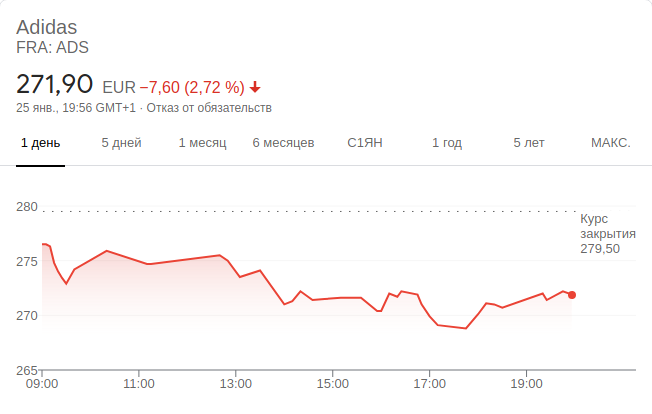 Adidas
FRA: ADS
271,90 EUR −7,60 (2,72 %)
25 янв., 19:56 GMT+1 · Отказ от обязательств
1 день 5 дней 1 месяц 6 месяцев С1ЯН 1 год 5 лет МАКС.
280
Курс
закрытия
279,50
275
270
265
09:00 11:00 13:00 15:00 17:00 19:00